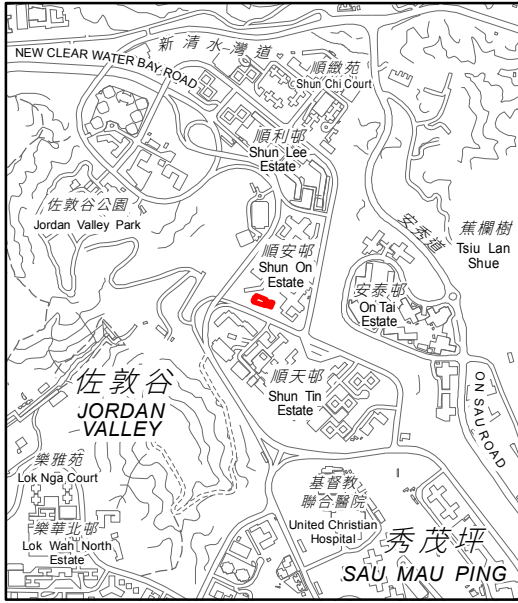 新清水灣道
NEW CLEAR WATER BAY ROAD
順緻苑
Shun Chi Court
順利邨
Shun Lee
Estate
佐敦谷公園
Jordan Valley Park
安秀道
蕉欄樹
Tsiu Lan
Shue
順安邨
Shun On
Estate
安泰邨
On Tai
Estate
佐敦谷
JORDAN
VALLEY
順天邨
Shun Tin
Estate
ON SAU ROAD
樂雅苑
Lok Nga Court
基督教
聯合醫院
United Christian
Hospital
樂華北邨
Lok Wah North
Estate
秀茂坪
SAU MAU PING